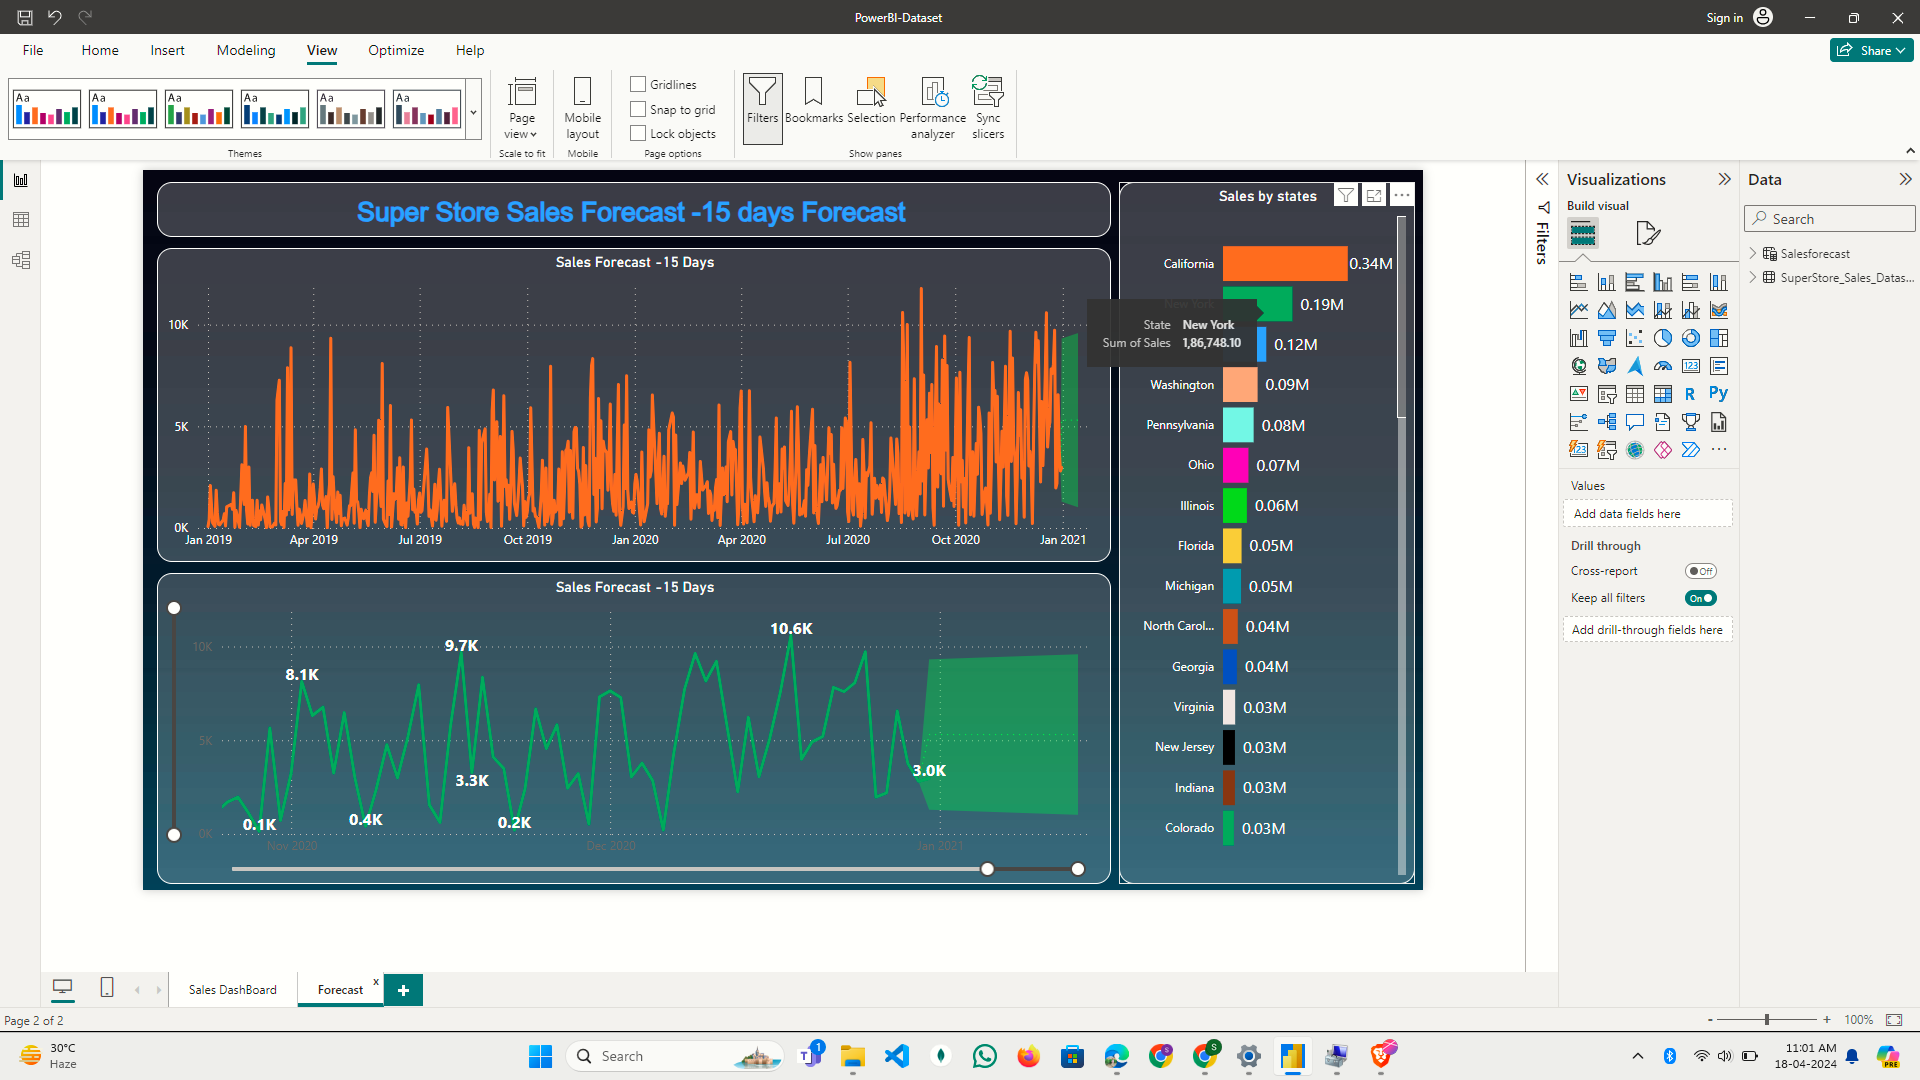 PowerBI-Dataset
Sign in
File Home Insert Modeling View Optimize Help
Share
Aa Aa Aa Aa Aa Aa
Themes
Page view
Scale to fit
Mobile layout
Mobile
Gridlines
Snap to grid
Lock objects
Page options
Filters
Bookmarks
Selection
Performance analyzer
Sync slicers
Show panes
Super Store Sales Forecast -15 days Forecast
Sales Forecast -15 Days
10K
5K
0K
Jan 2019 Apr 2019 Jul 2019 Oct 2019 Jan 2020 Apr 2020 Jul 2020 Oct 2020 Jan 2021
Sales Forecast -15 Days
10K
5K
0K
8.1K
9.7K
10.6K
3.3K
3.0K
0.1K
0.4K
0.2K
Nov 2020 Dec 2020 Jan 2021
Sales by states
California 0.34M
New York 0.19M
State New York
Sum of Sales 1,86,748.10
0.12M
Washington 0.09M
Pennsylvania 0.08M
Ohio 0.07M
Illinois 0.06M
Florida 0.05M
Michigan 0.05M
North Carol... 0.04M
Georgia 0.04M
Virginia 0.03M
New Jersey 0.03M
Indiana 0.03M
Colorado 0.03M
Filters
Visualizations
Build visual
123
R
Py
123
Values
Add data fields here
Drill through
Cross-report Off
Keep all filters On
Add drill-through fields here
Data
Search
Salesforecast
SuperStore_Sales_Datas...
Sales DashBoard
Forecast x
+
Page 2 of 2
- + 100%
30°C
Haze
Search
1
S
S
11:01 AM
18-04-2024
PRE